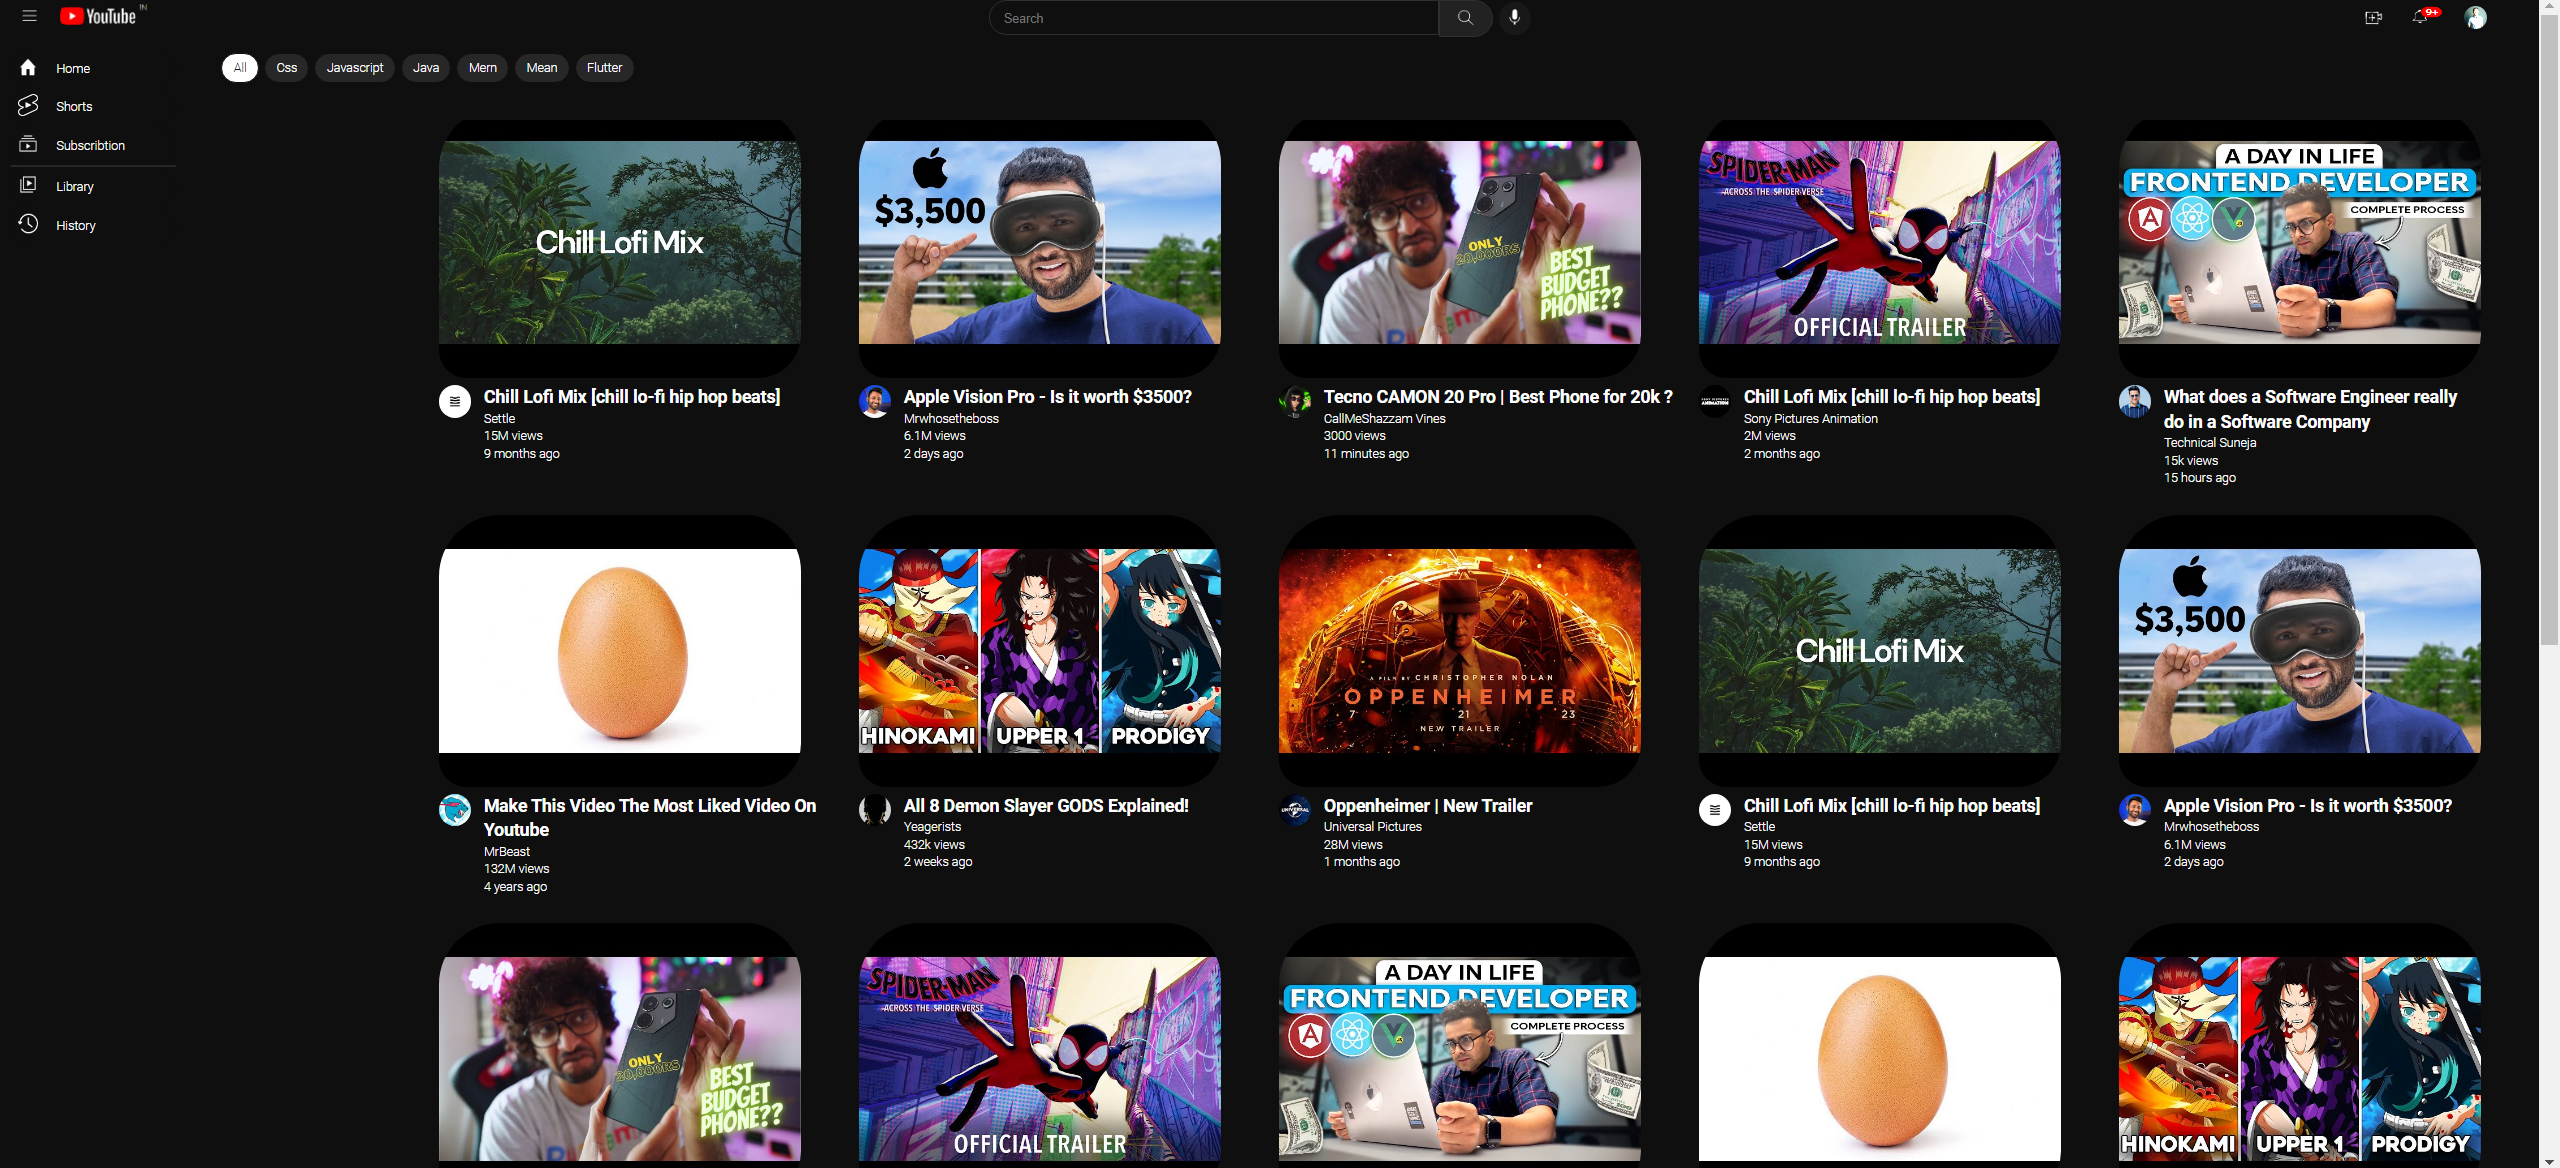 YouTube IN
Search
9+
Home
Shorts
Subscribtion
Library
History
All Css Javascript Java Mern Mean Flutter
Chill Lofi Mix
$3,500
ONLY
20,000RS
BEST
BUDGET
PHONE??
SPIDER-MAN
ACROSS THE SPIDER-VERSE
OFFICIAL TRAILER
A DAY IN LIFE
FRONTEND DEVELOPER
COMPLETE PROCESS
Chill Lofi Mix [chill lo-fi hip hop beats]
Settle
15M views
9 months ago
Apple Vision Pro - Is it worth $3500?
Mrwhosetheboss
6.1M views
2 days ago
Tecno CAMON 20 Pro | Best Phone for 20k ?
CallMeShazzam Vines
3000 views
11 minutes ago
SONY PICTURES
ANIMATION
Chill Lofi Mix [chill lo-fi hip hop beats]
Sony Pictures Animation
2M views
2 months ago
What does a Software Engineer really
do in a Software Company
Technical Suneja
15k views
15 hours ago
HINOKAMI UPPER 1 PRODIGY
A FILM BY CHRISTOPHER NOLAN
OPPENHEIMER
7 21 23
NEW TRAILER
Chill Lofi Mix
$3,500
Make This Video The Most Liked Video On
Youtube
MrBeast
132M views
4 years ago
All 8 Demon Slayer GODS Explained!
Yeagerists
432k views
2 weeks ago
UNIVERSAL
Oppenheimer | New Trailer
Universal Pictures
28M views
1 months ago
Chill Lofi Mix [chill lo-fi hip hop beats]
Settle
15M views
9 months ago
Apple Vision Pro - Is it worth $3500?
Mrwhosetheboss
6.1M views
2 days ago
ONLY
20,000RS
BEST
BUDGET
PHONE??
SPIDER-MAN
ACROSS THE SPIDER-VERSE
OFFICIAL TRAILER
A DAY IN LIFE
FRONTEND DEVELOPER
COMPLETE PROCESS
HINOKAMI UPPER 1 PRODIGY